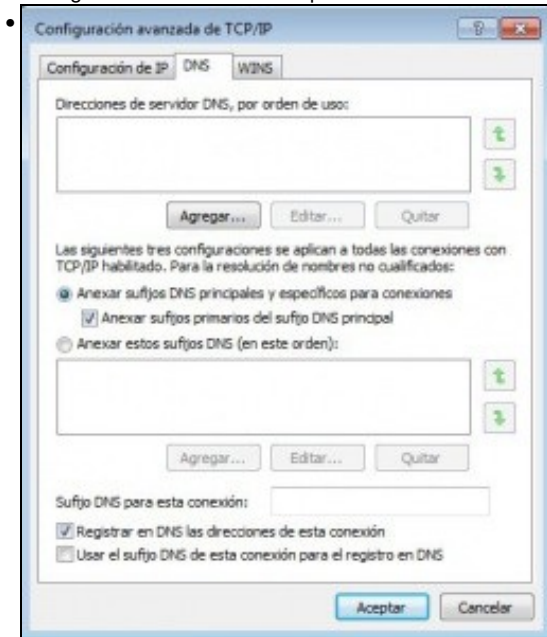 Configuración avanzada de TCP/IP
Configuración de IP DNS WINS
Direcciones de servidor DNS, por orden de uso:
Agregar... Editar... Quitar
Las siguientes tres configuraciones se aplican a todas las conexiones con
TCP/IP habilitado. Para la resolución de nombres no cualificados:
Anexar sufijos DNS principales y específicos para conexiones
Anexar sufijos primarios del sufijo DNS principal
Anexar estos sufijos DNS (en este orden):
Agregar... Editar... Quitar
Sufijo DNS para esta conexión:
Registrar en DNS las direcciones de esta conexión
Usar el sufijo DNS de esta conexión para el registro en DNS
Aceptar Cancelar